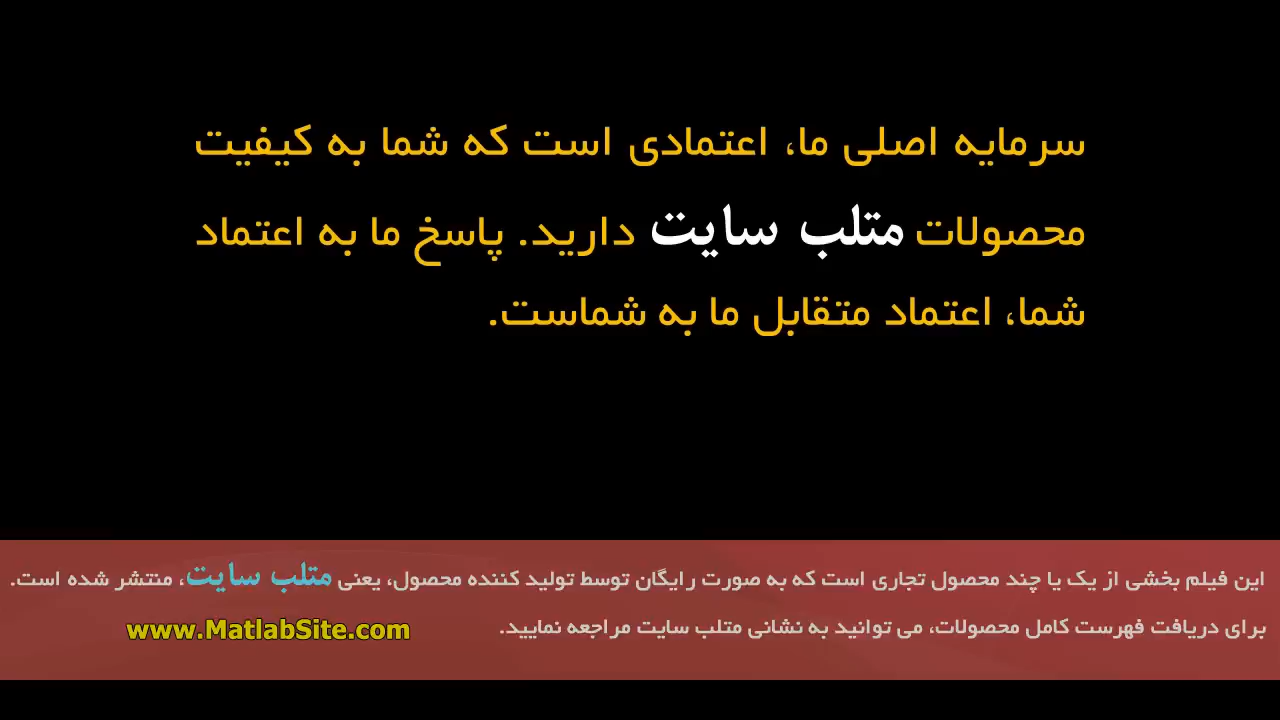 سرمایه اصلی ما، اعتمادی است که شما به کیفیت
محصولات متلب سایت دارید. پاسخ ما به اعتماد
شما، اعتماد متقابل ما به شماست.
این فیلم بخشی از یک یا چند محصول تجاری است که به صورت رایگان توسط تولید کننده محصول، یعنی متلب سایت، منتشر شده است.
برای دریافت فهرست کامل محصولات، می توانید به نشانی متلب سایت مراجعه نمایید. www.MatlabSite.com